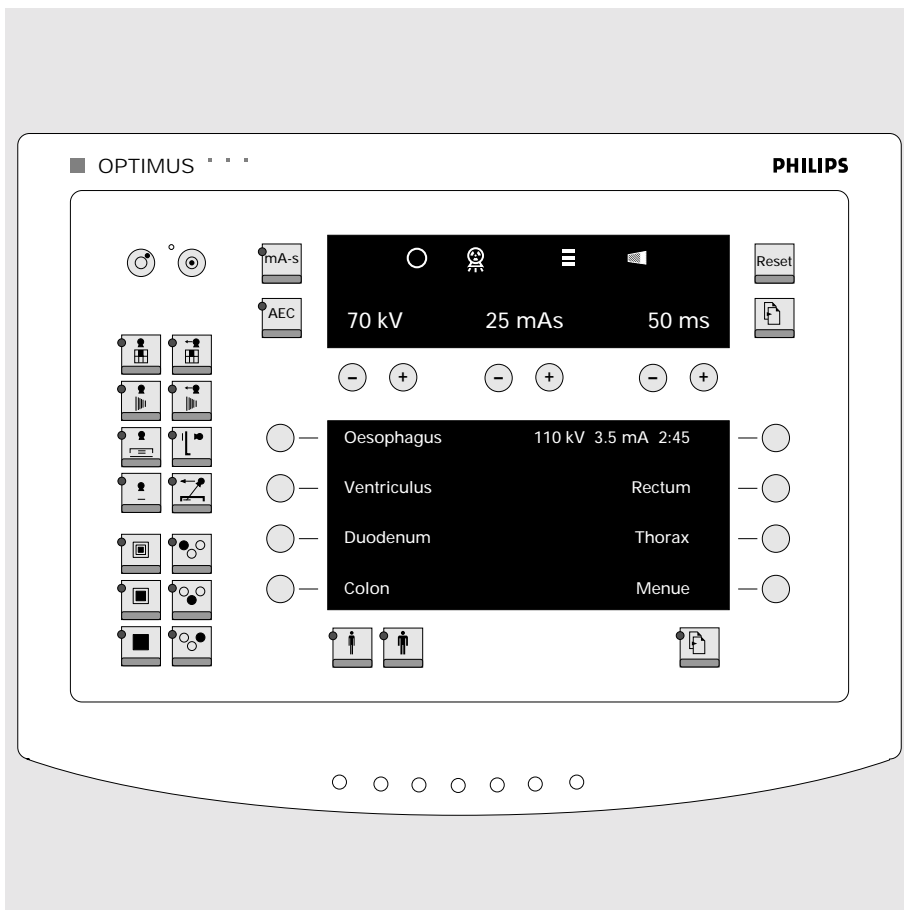 OPTIMUS
PHILIPS
mA-s
Reset
AEC
70 kV 25 mAs 50 ms
− + − + − +
Oesophagus 110 kV 3.5 mA 2:45
Ventriculus Rectum
Duodenum Thorax
Colon Menue